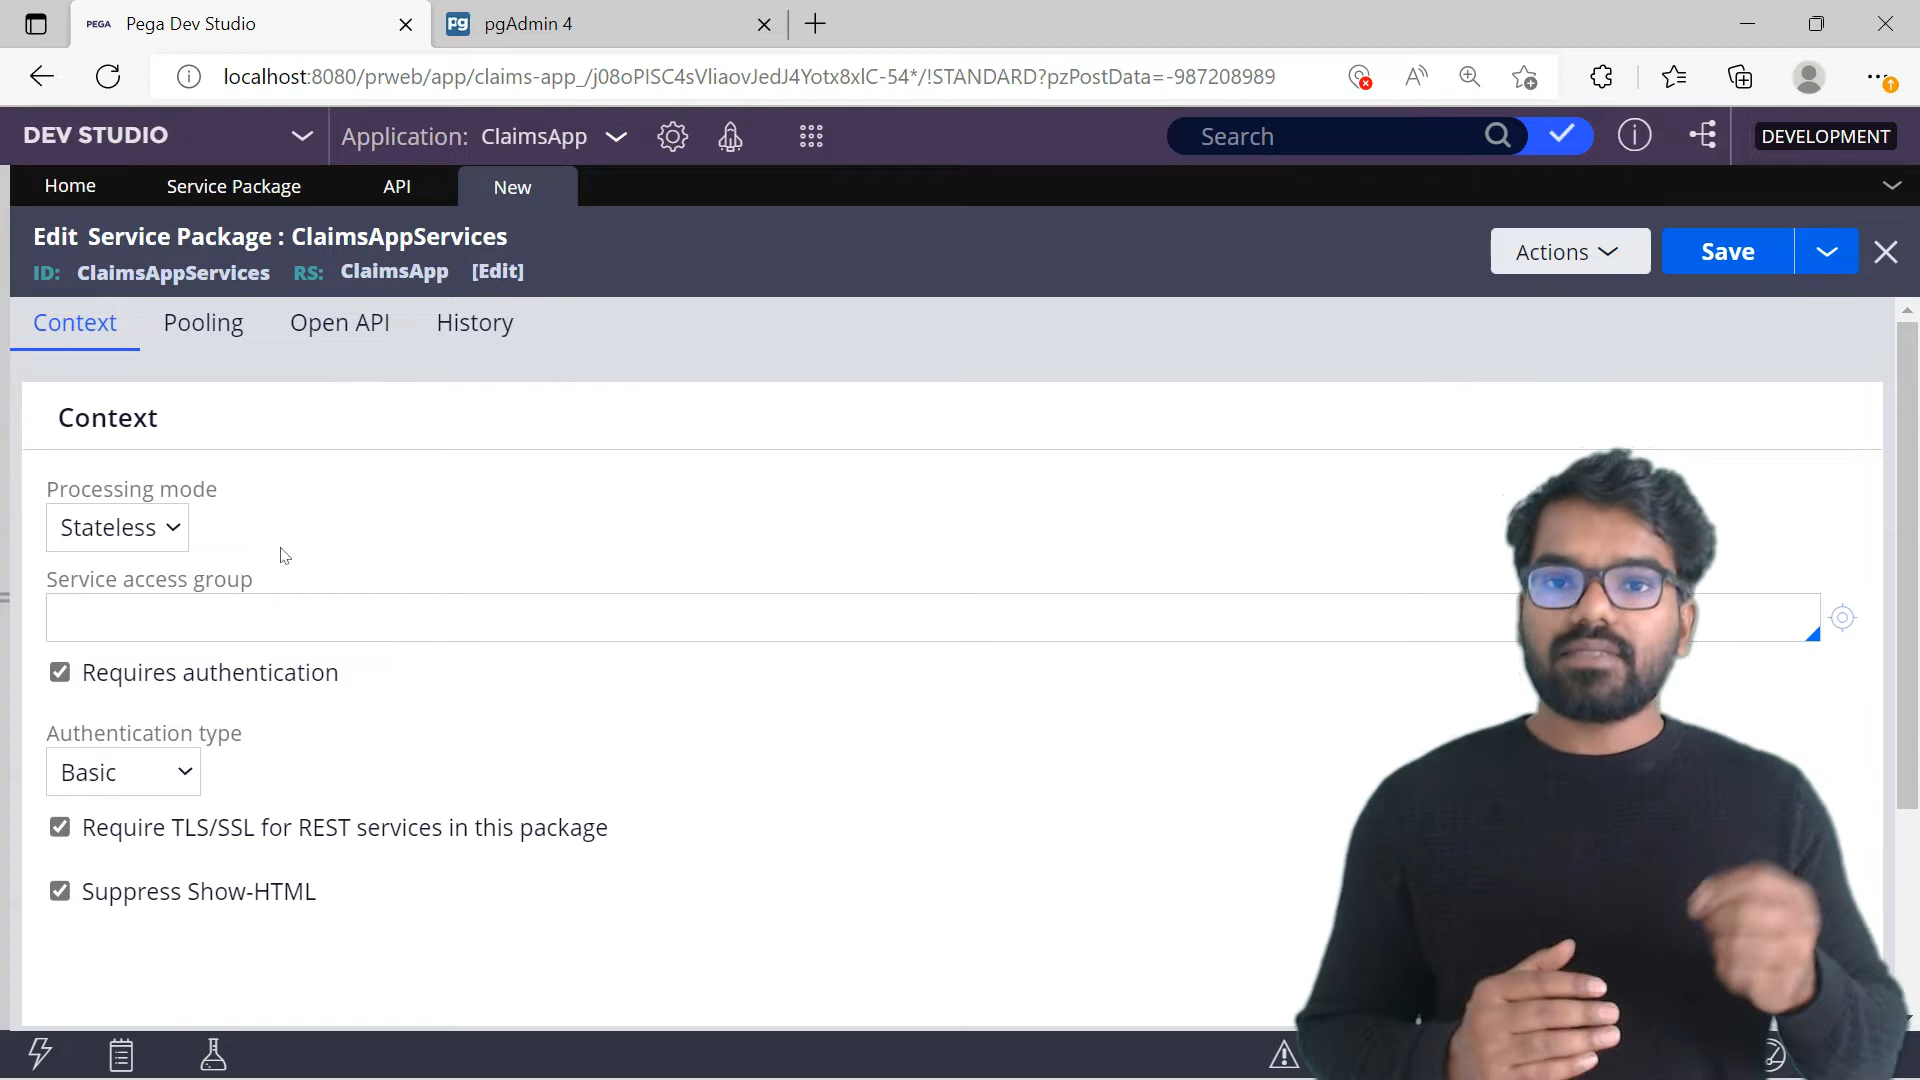 PEGA Pega Dev Studio
pg pgAdmin 4
localhost:8080/prweb/app/claims-app_/j08oPISC4sVliaovJedJ4Yotx8xlC-54*/!STANDARD?pzPostData=-987208989
DEV STUDIO
Application: ClaimsApp
Search
DEVELOPMENT
Home
Service Package
API
New
Edit Service Package : ClaimsAppServices
ID: ClaimsAppServices RS: ClaimsApp [Edit]
Actions
Save
Context
Pooling
Open API
History
Context
Processing mode
Stateless
Service access group
Requires authentication
Authentication type
Basic
Require TLS/SSL for REST services in this package
Suppress Show-HTML